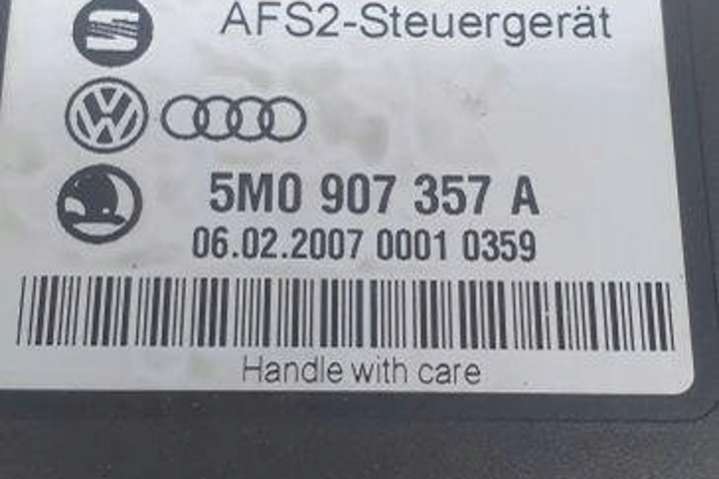 AFS2-Steuergerät
5M0 907 357 A
06.02.2007 0001 0359
Handle with care